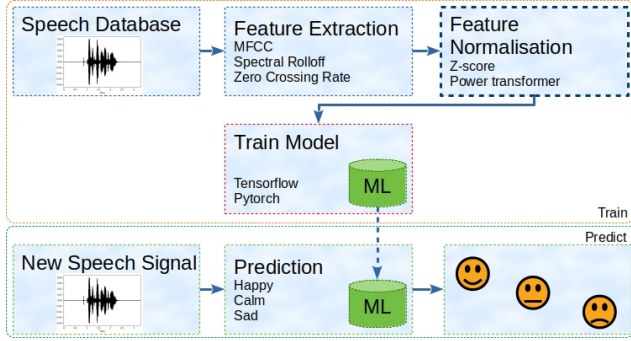 Speech Database
Feature Extraction
MFCC
Spectral Rolloff
Zero Crossing Rate
Feature
Normalisation
Z-score
Power transformer
Train Model
Tensorflow
Pytorch
ML
Train
Predict
New Speech Signal
Prediction
Happy
Calm
Sad
ML